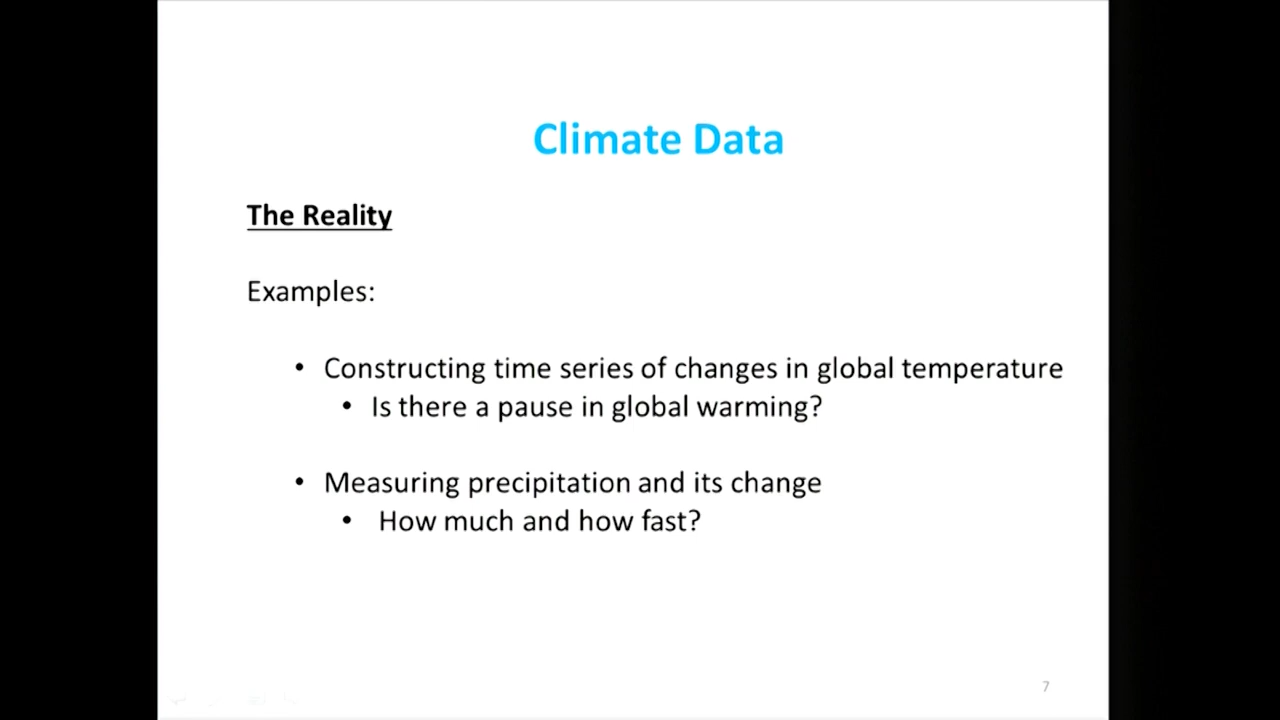 Climate Data
The Reality
Examples:
• Constructing time series of changes in global temperature
• Is there a pause in global warming?
• Measuring precipitation and its change
• How much and how fast?
7